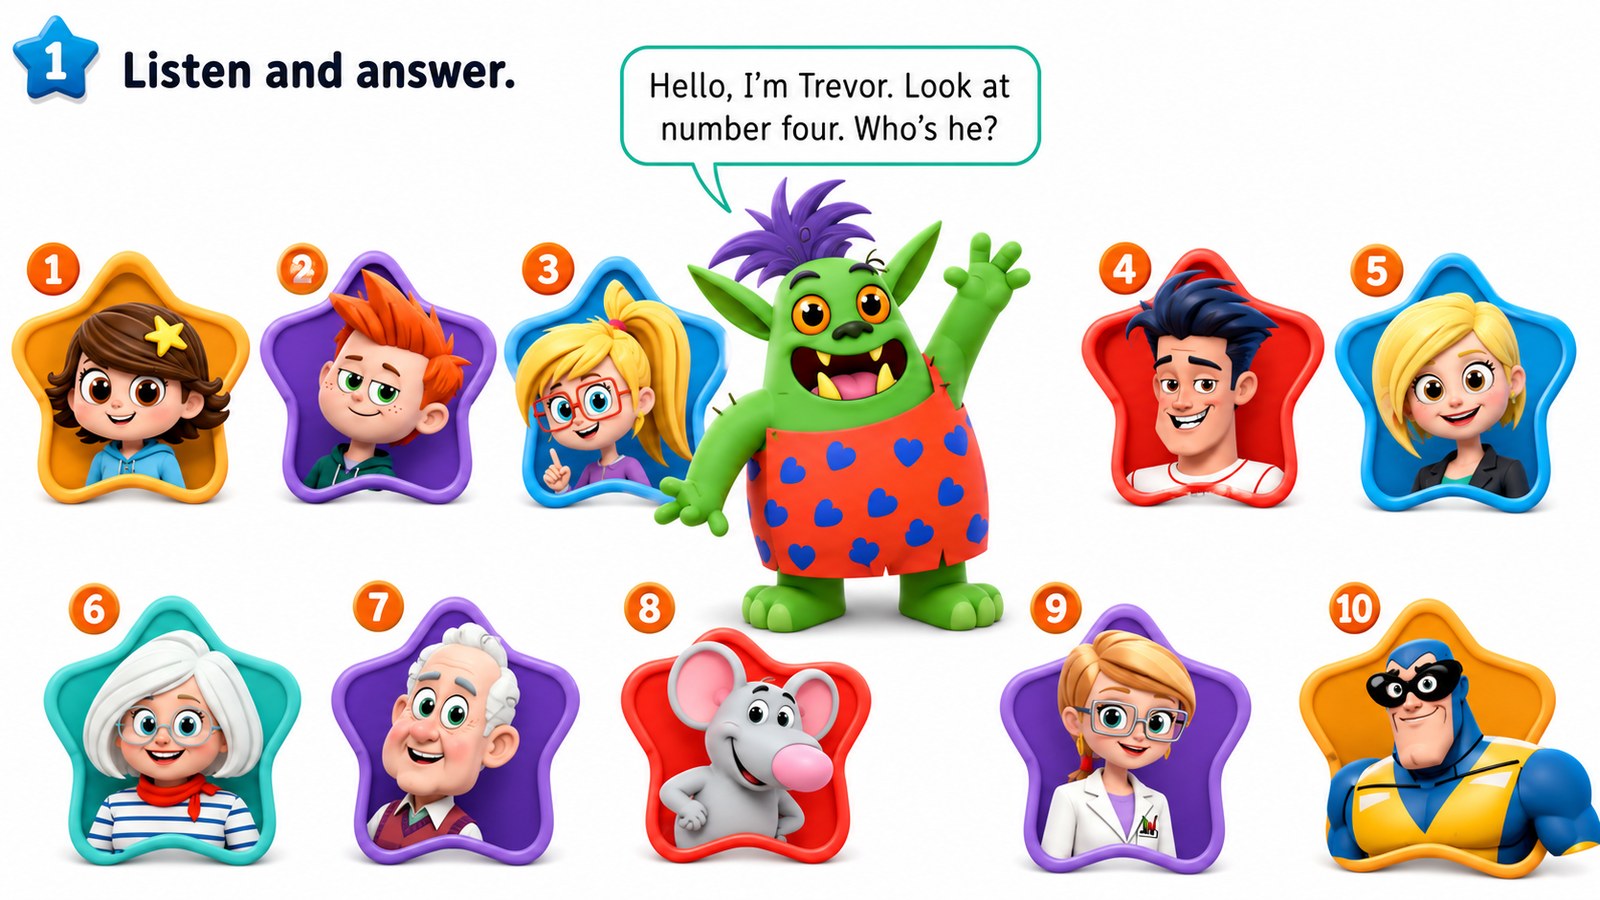 1 Listen and answer.
Hello, I'm Trevor. Look at
number four. Who's he?
1 2 3 4 5
6 7 8 9 10